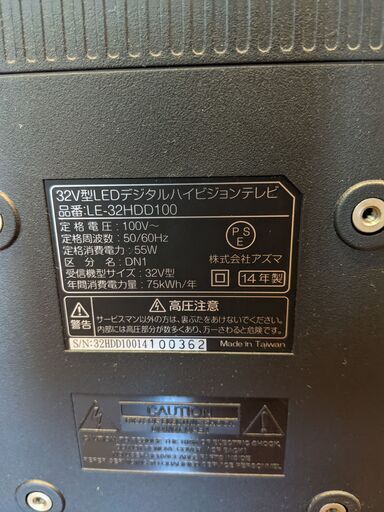 32V型LEDデジタルハイビジョンテレビ
品番:LE-32HDD100
定格電圧:100V~
定格周波数:50/60Hz
定格消費電力:55W
区分:DN1
受信機型サイズ:32V型
年間消費電力量:75kWh/年
PS
E
株式会社アズマ
14年製
警告
高圧注意
サービスマン以外の方は、裏ぶたをあけないでください。
内部には高圧部分が数多くあり、万一さわると危険です。
S/N:32HDD10014100362
Made in Taiwan
CAUTION